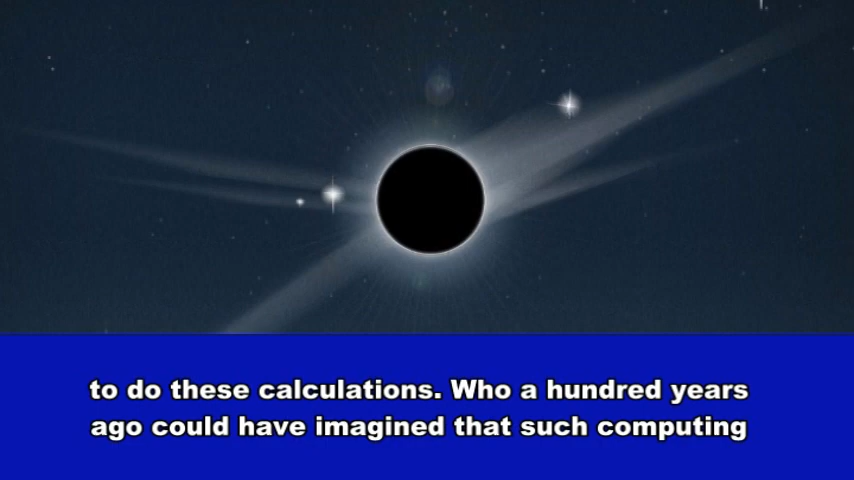 to do these calculations. Who a hundred years
ago could have imagined that such computing